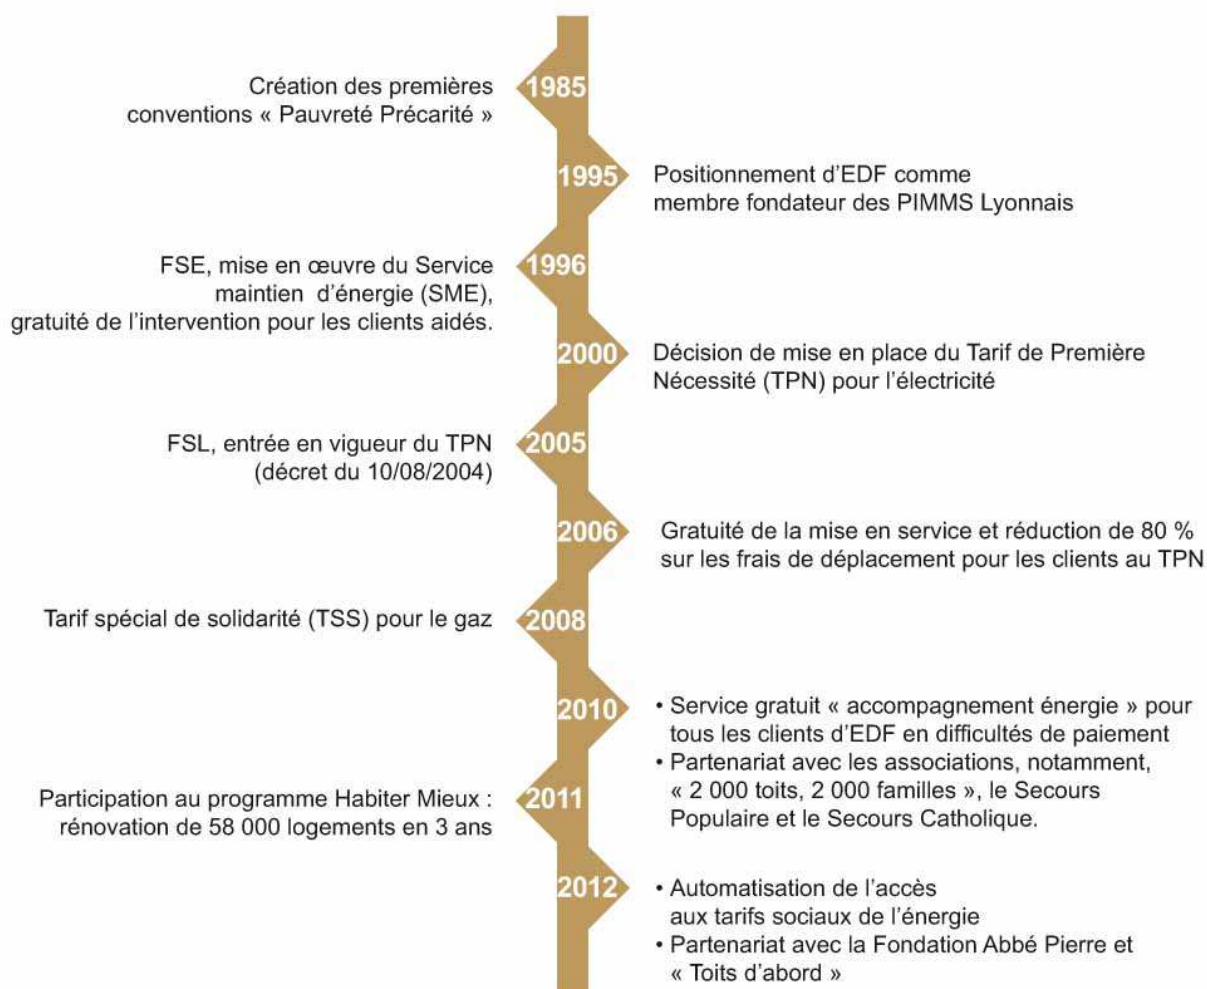 1985
Création des premières
conventions « Pauvreté Précarité »
1995
Positionnement d'EDF comme
membre fondateur des PIMMS Lyonnais
1996
FSE, mise en œuvre du Service
maintien d'énergie (SME),
gratuité de l'intervention pour les clients aidés.
2000
Décision de mise en place du Tarif de Première
Nécessité (TPN) pour l'électricité
2005
FSL, entrée en vigueur du TPN
(décret du 10/08/2004)
2006
Gratuité de la mise en service et réduction de 80 %
sur les frais de déplacement pour les clients au TPN
2008
Tarif spécial de solidarité (TSS) pour le gaz
2010
• Service gratuit « accompagnement énergie » pour
tous les clients d'EDF en difficultés de paiement
• Partenariat avec les associations, notamment,
« 2 000 toits, 2 000 familles », le Secours
Populaire et le Secours Catholique.
2011
Participation au programme Habiter Mieux :
rénovation de 58 000 logements en 3 ans
2012
• Automatisation de l'accès
aux tarifs sociaux de l'énergie
• Partenariat avec la Fondation Abbé Pierre et
« Toits d'abord »